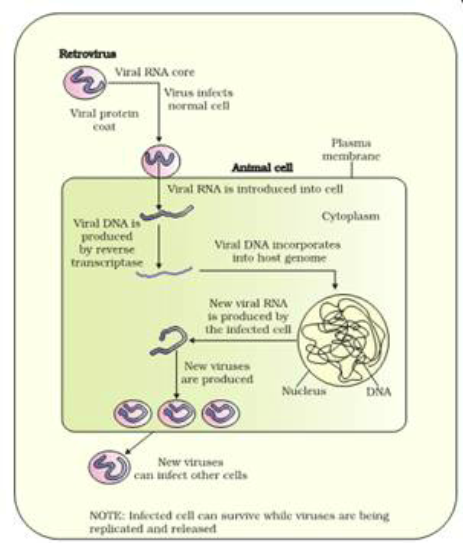 Retrovirus
Viral RNA core
Virus infects
normal cell
Viral protein
coat
Plasma
membrane
Animal cell
Viral RNA is introduced into cell
Cytoplasm
Viral DNA is
produced
by reverse
transcriptase
Viral DNA incorporates
into host genome
New viral RNA
is produced by
the infected cell
New viruses
are produced
Nucleus
DNA
New viruses
can infect other cells
NOTE: Infected cell can survive while viruses are being
replicated and released